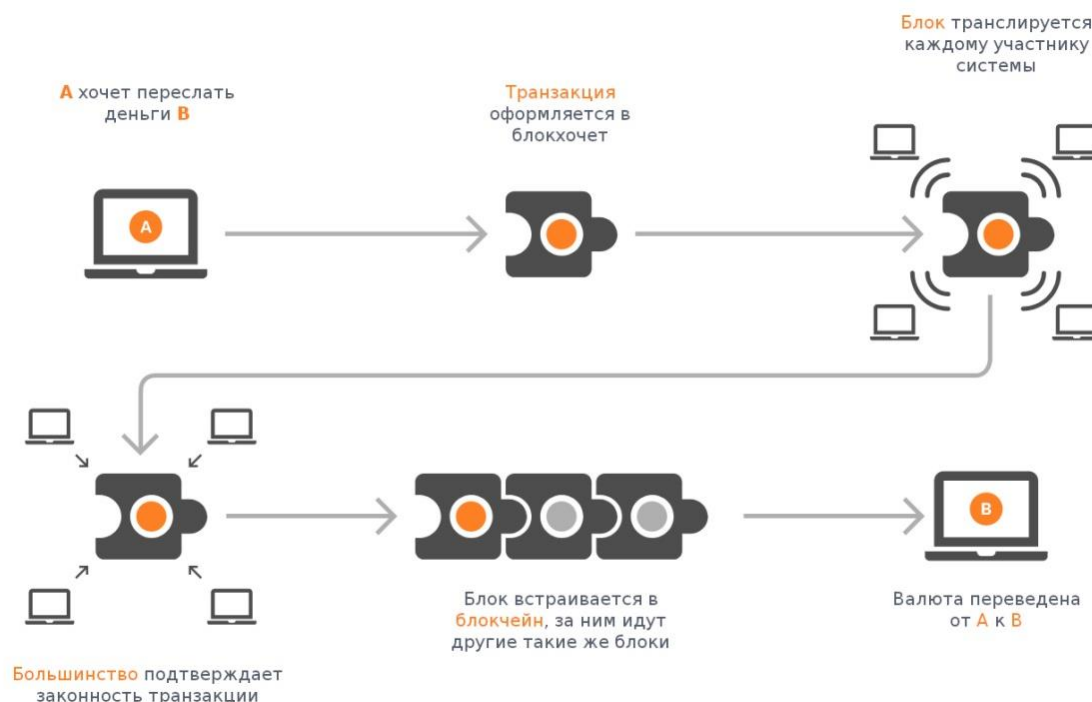 А хочет переслать
деньги В
Транзакция
оформляется в
блокхочет
Блок транслируется
каждому участнику
системы
A
Большинство подтверждает
законность транзакции
Блок встраивается в
блокчейн, за ним идут
другие такие же блоки
B
Валюта переведена
от А к В